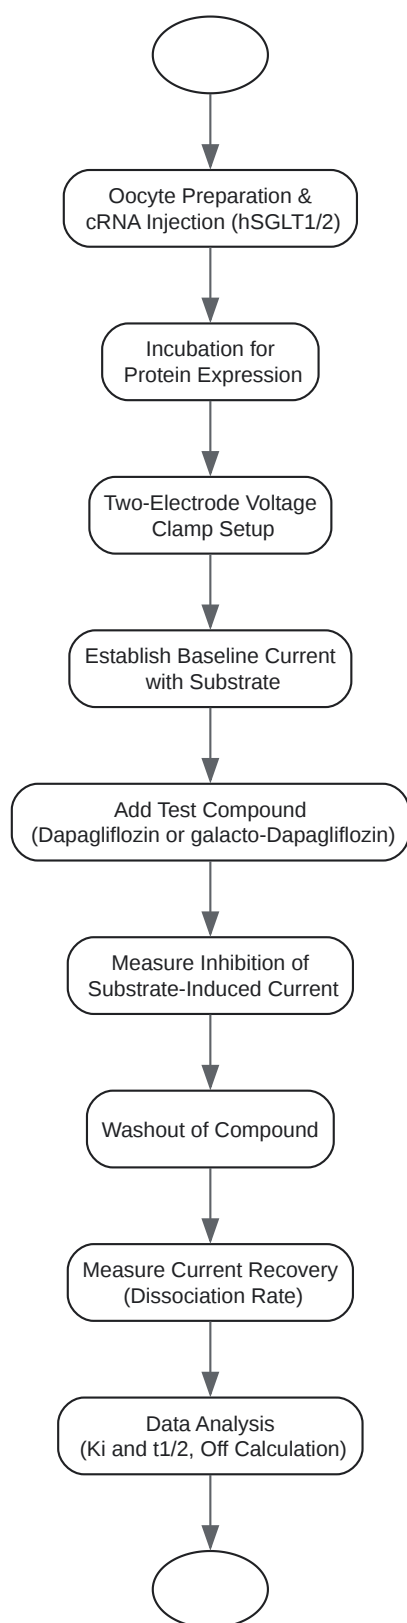 Oocyte Preparation &
cRNA Injection (hSGLT1/2)
Incubation for
Protein Expression
Two-Electrode Voltage
Clamp Setup
Establish Baseline Current
with Substrate
Add Test Compound
(Dapagliflozin or galacto-Dapagliflozin)
Measure Inhibition of
Substrate-Induced Current
Washout of Compound
Measure Current Recovery
(Dissociation Rate)
Data Analysis
(Ki and t1/2, Off Calculation)